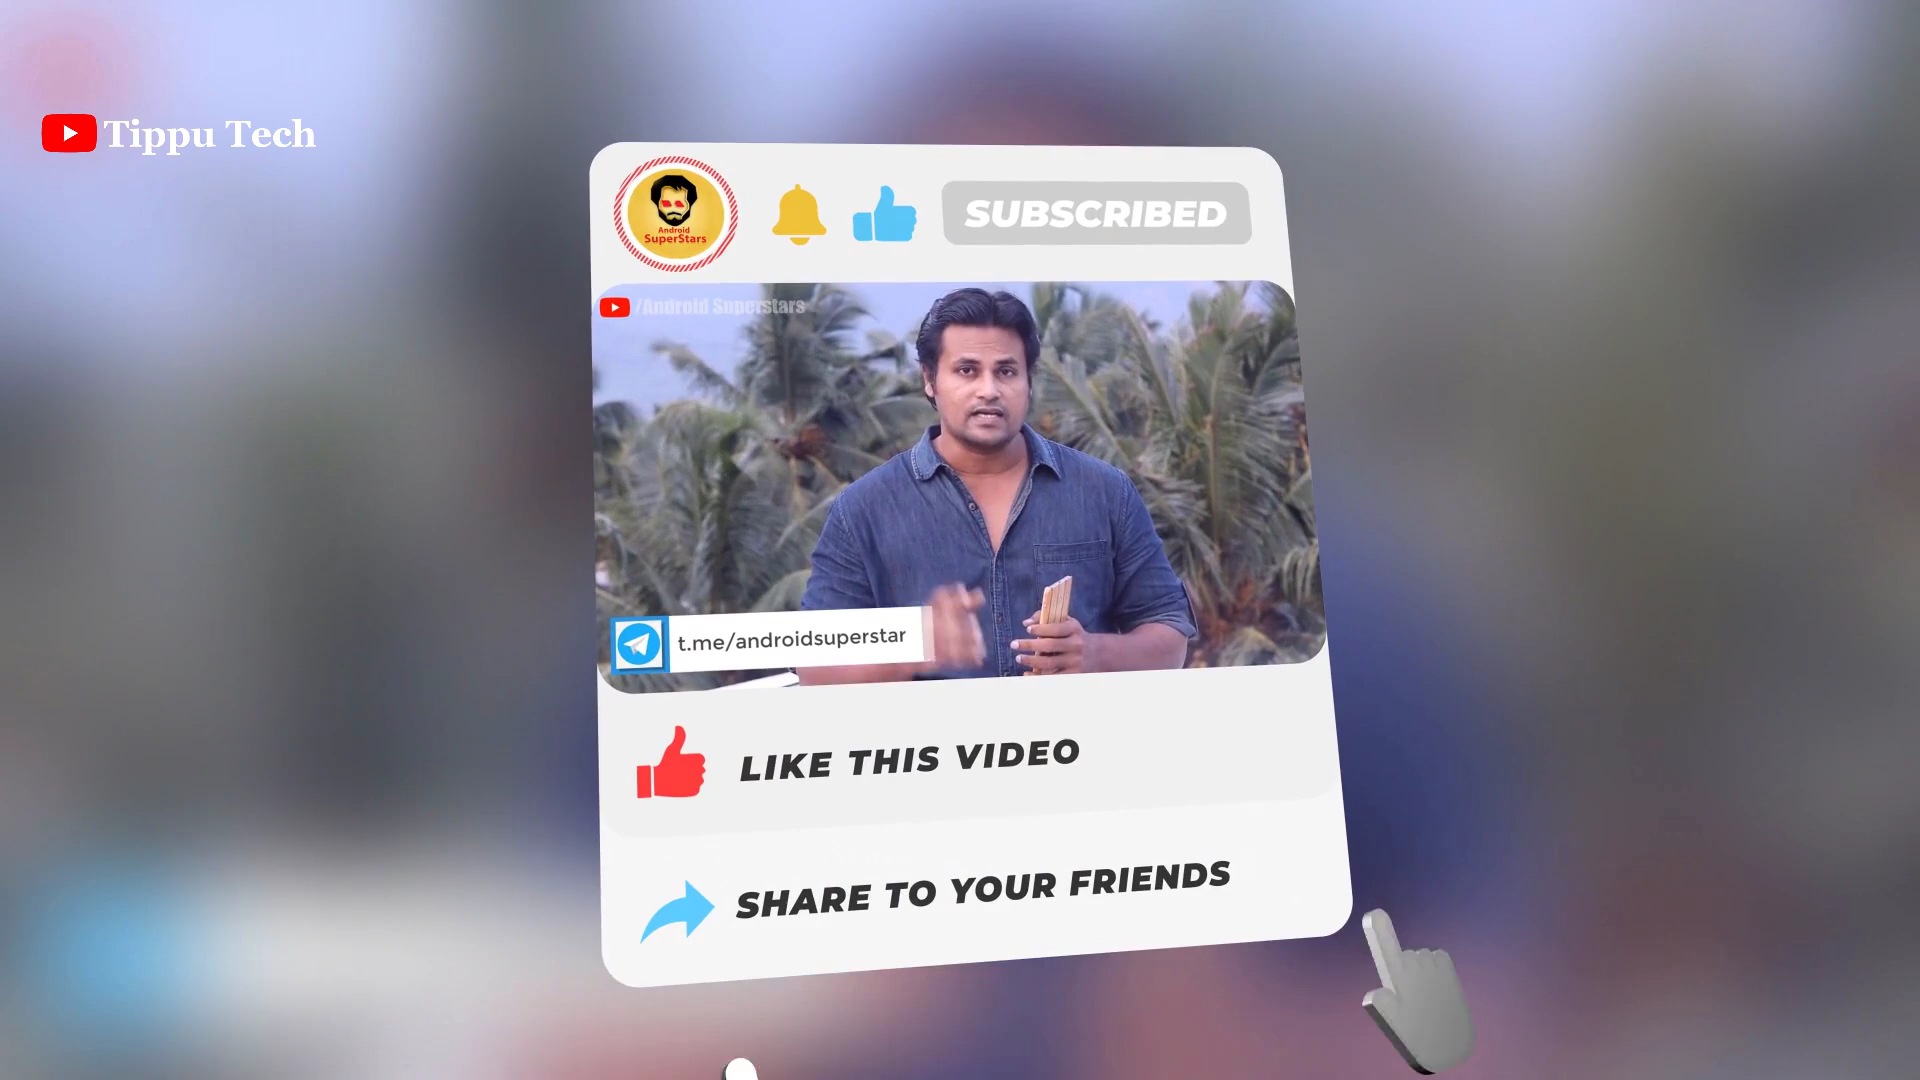 Tippu Tech
Android
SuperStars
SUBSCRIBED
/Android Superstars
t.me/androidsuperstar
LIKE THIS VIDEO
SHARE TO YOUR FRIENDS